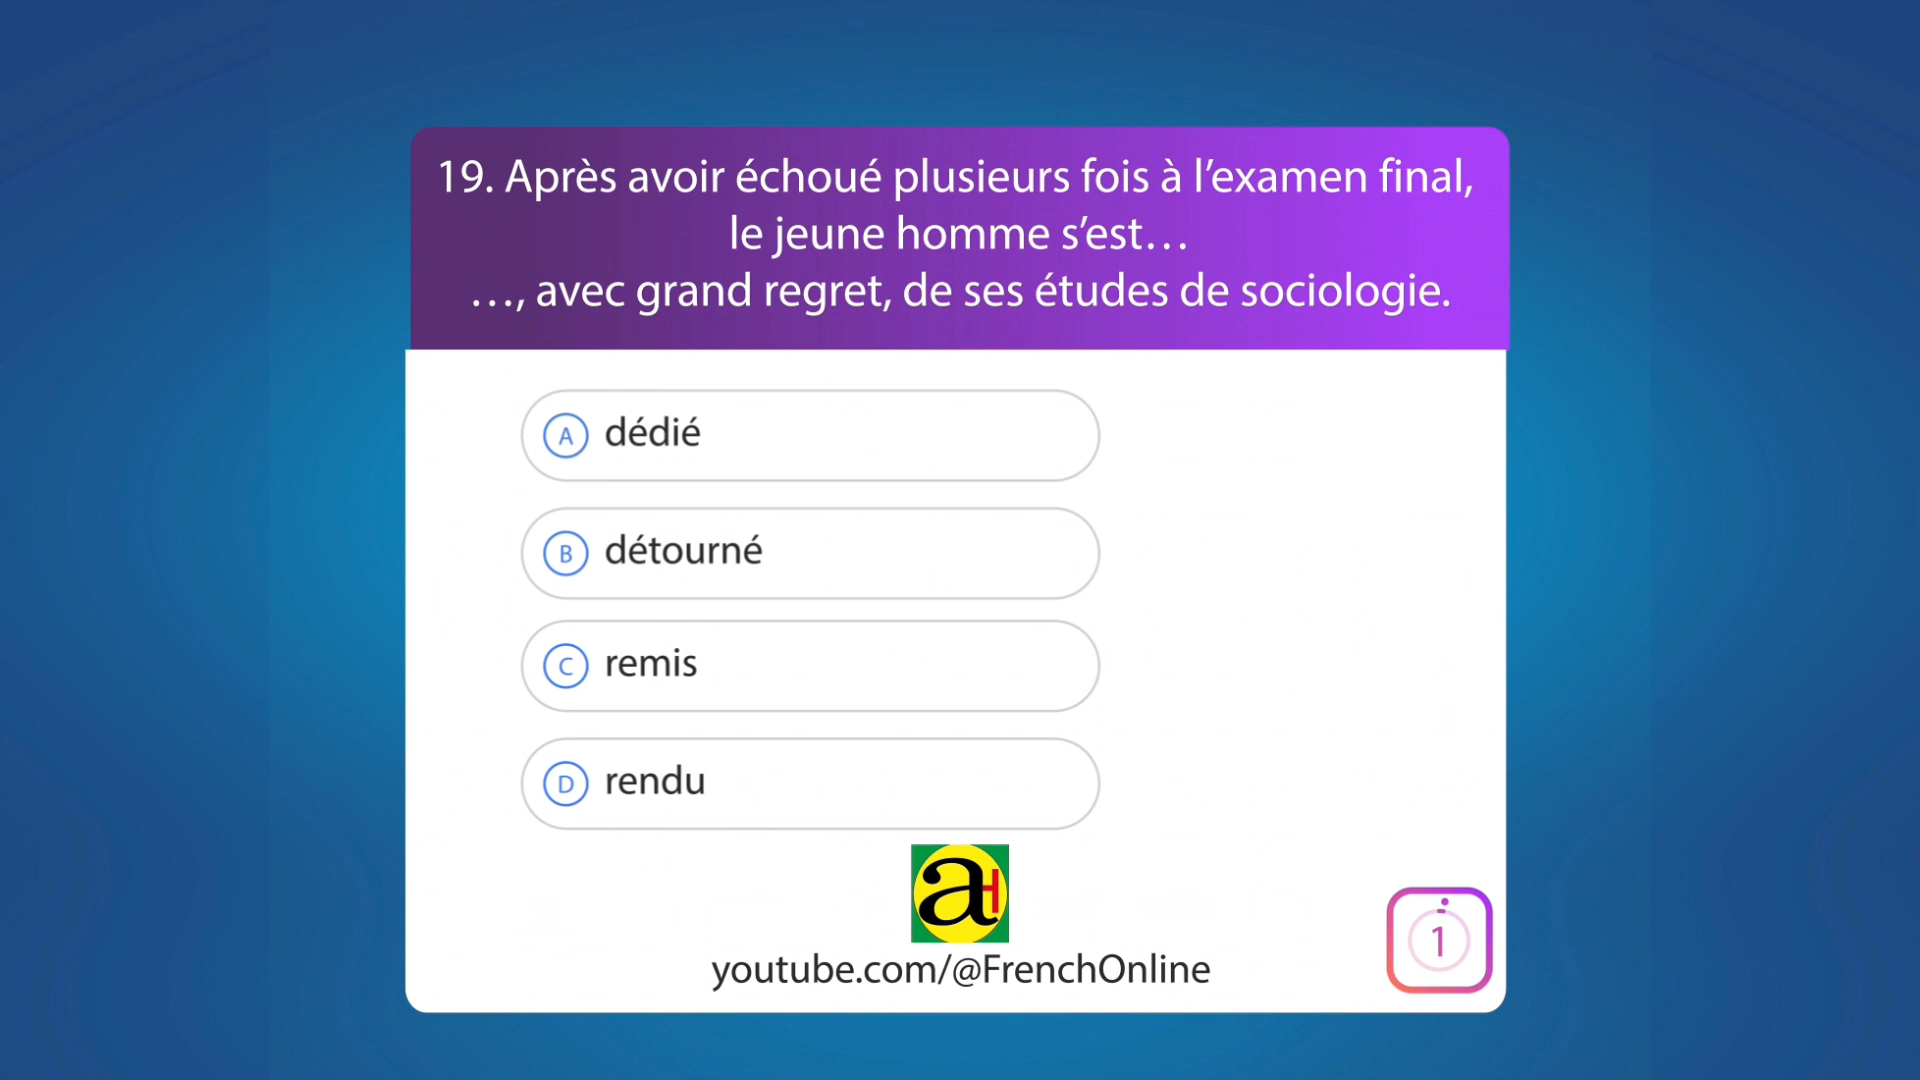 19. Après avoir échoué plusieurs fois à l’examen final,
le jeune homme s’est…
…, avec grand regret, de ses études de sociologie.
A dédié
B détourné
C remis
D rendu
a
youtube.com/@FrenchOnline
1